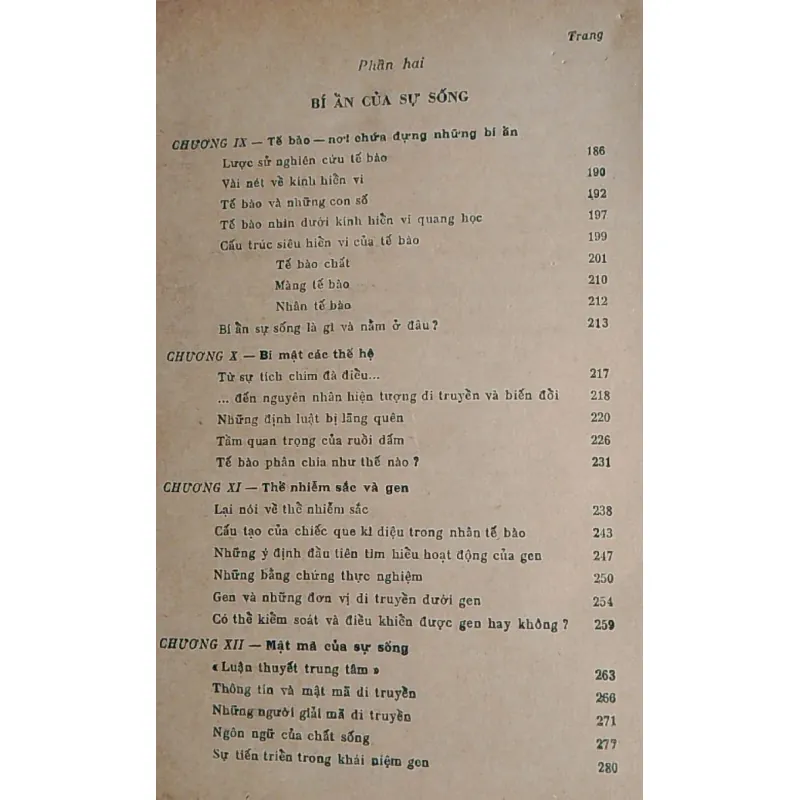 Trang
Phần hai
BÍ ẨN CỦA SỰ SỐNG
CHƯƠNG IX — Tế bào — nơi chứa đựng những bí ẩn
Lược sử nghiên cứu tế bào 186
Vài nét về kính hiển vi 190
Tế bào và những con số 192
Tế bào nhìn dưới kính hiển vi quang học 197
Cấu trúc siêu hiển vi của tế bào 199
Tế bào chất 201
Màng tế bào 210
Nhân tế bào 212
Bí ẩn sự sống là gì và nằm ở đâu ? 213
CHƯƠNG X — Bí mật các thế hệ
Từ sự tích chim đà điều... 217
... đến nguyên nhân hiện tượng di truyền và biến đổi 218
Những định luật bị lãng quên 220
Tầm quan trọng của ruồi dấm 226
Tế bào phân chia như thế nào ? 231
CHƯƠNG XI — Thể nhiễm sắc và gen
Lại nói về thể nhiễm sắc 238
Cấu tạo của chiếc que kì diệu trong nhân tế bào 243
Những ý định đầu tiên tìm hiểu hoạt động của gen 247
Những bằng chứng thực nghiệm 250
Gen và những đơn vị di truyền dưới gen 254
Có thể kiểm soát và điều khiển được gen hay không ? 259
CHƯƠNG XII — Mật mã của sự sống
« Luận thuyết trung tâm » 263
Thông tin và mật mã di truyền 266
Những người giải mã di truyền 271
Ngôn ngữ của chất sống 277
Sự tiến triển trong khái niệm gen 280